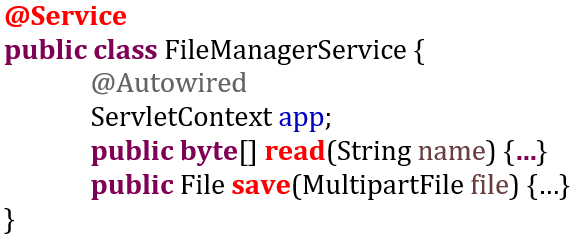 @Service
public class FileManagerService {
@Autowired
ServletContext app;
public byte[] read(String name) {...}
public File save(MultipartFile file) {...}
}